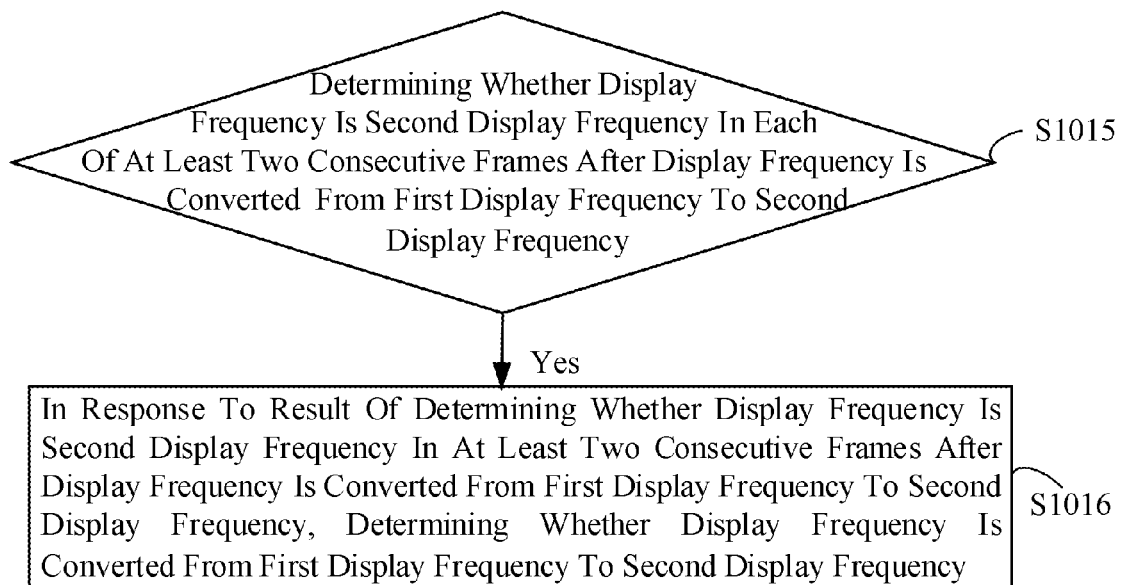 Determining Whether Display
Frequency Is Second Display Frequency In Each
Of At Least Two Consecutive Frames After Display Frequency Is
Converted From First Display Frequency To Second
Display Frequency
S1015
Yes
In Response To Result Of Determining Whether Display Frequency Is
Second Display Frequency In At Least Two Consecutive Frames After
Display Frequency Is Converted From First Display Frequency To Second
Display Frequency, Determining Whether Display Frequency Is
Converted From First Display Frequency To Second Display Frequency
S1016